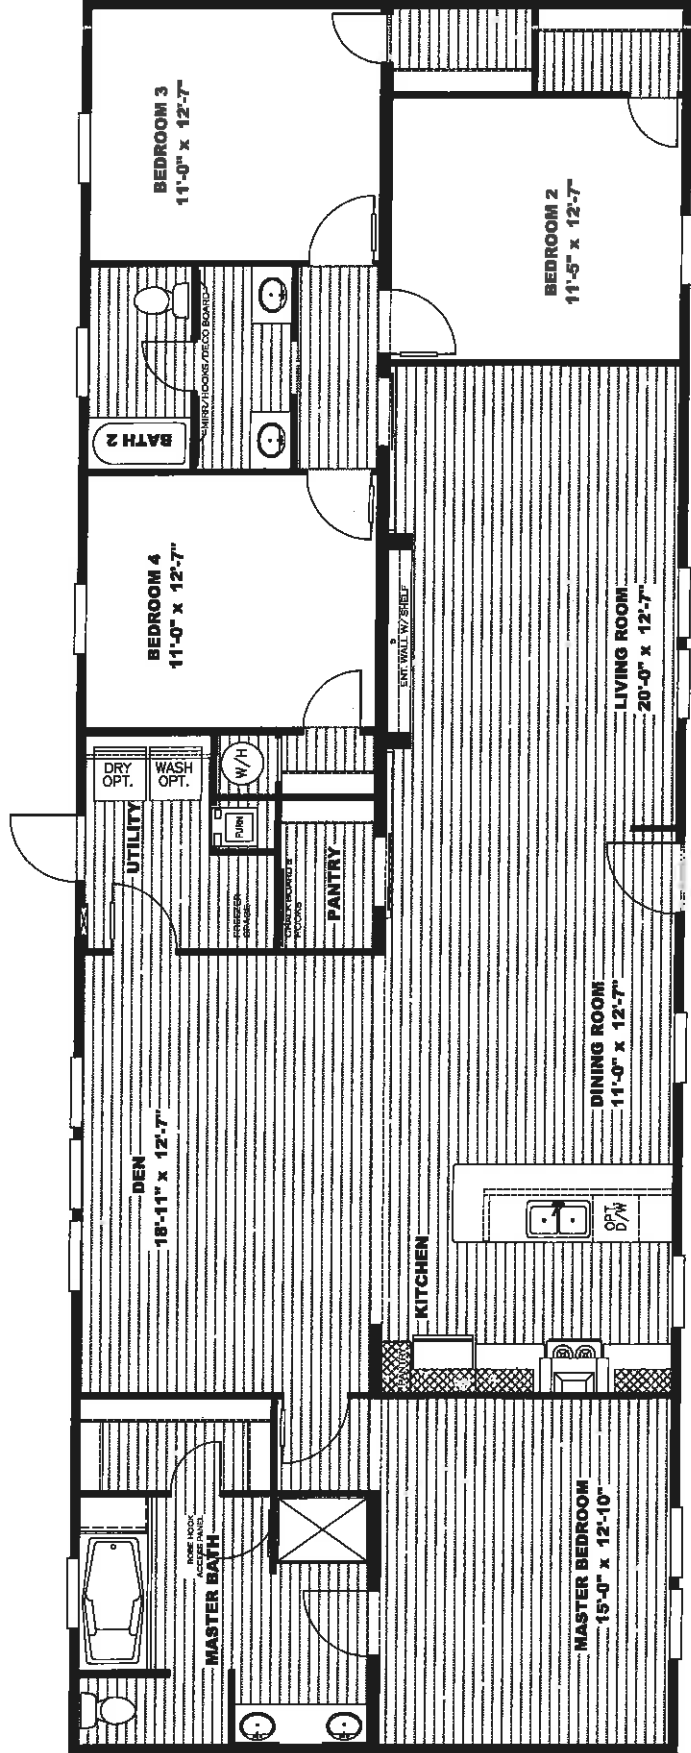 BEDROOM 3
11'-0" x 12'-7"
BEDROOM 2
11'-5" x 12'-7"
MIRR/HOOKS/DECO BOARD
BATH 2
BEDROOM 4
11'-0" x 12'-7"
ENT. WALL W/ SHELF
LIVING ROOM
20'-0" x 12'-7"
DRY
OPT.
WASH
OPT.
W/H
UTILITY
FURN
FREEZER
SPACE
CHALK BOARD &
HOOKS
PANTRY
DINING ROOM
11'-0" x 12'-7"
DEN
18'-11" x 12'-7"
KITCHEN
OPT.
D/W
ROBE HOOK
ACCESS PANEL
MASTER BATH
MASTER BEDROOM
15'-0" x 12'-10"